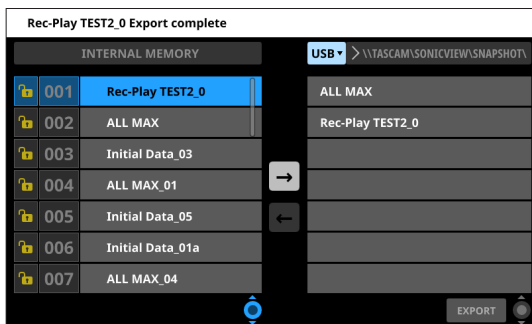 Rec-Play TEST2_0 Export complete
INTERNAL MEMORY
USB \\TASCAM\SONICVIEW\SNAPSHOT\
001 Rec-Play TEST2_0
002 ALL MAX
003 Initial Data_03
004 ALL MAX_01
005 Initial Data_05
006 Initial Data_01a
007 ALL MAX_04
ALL MAX
Rec-Play TEST2_0
EXPORT